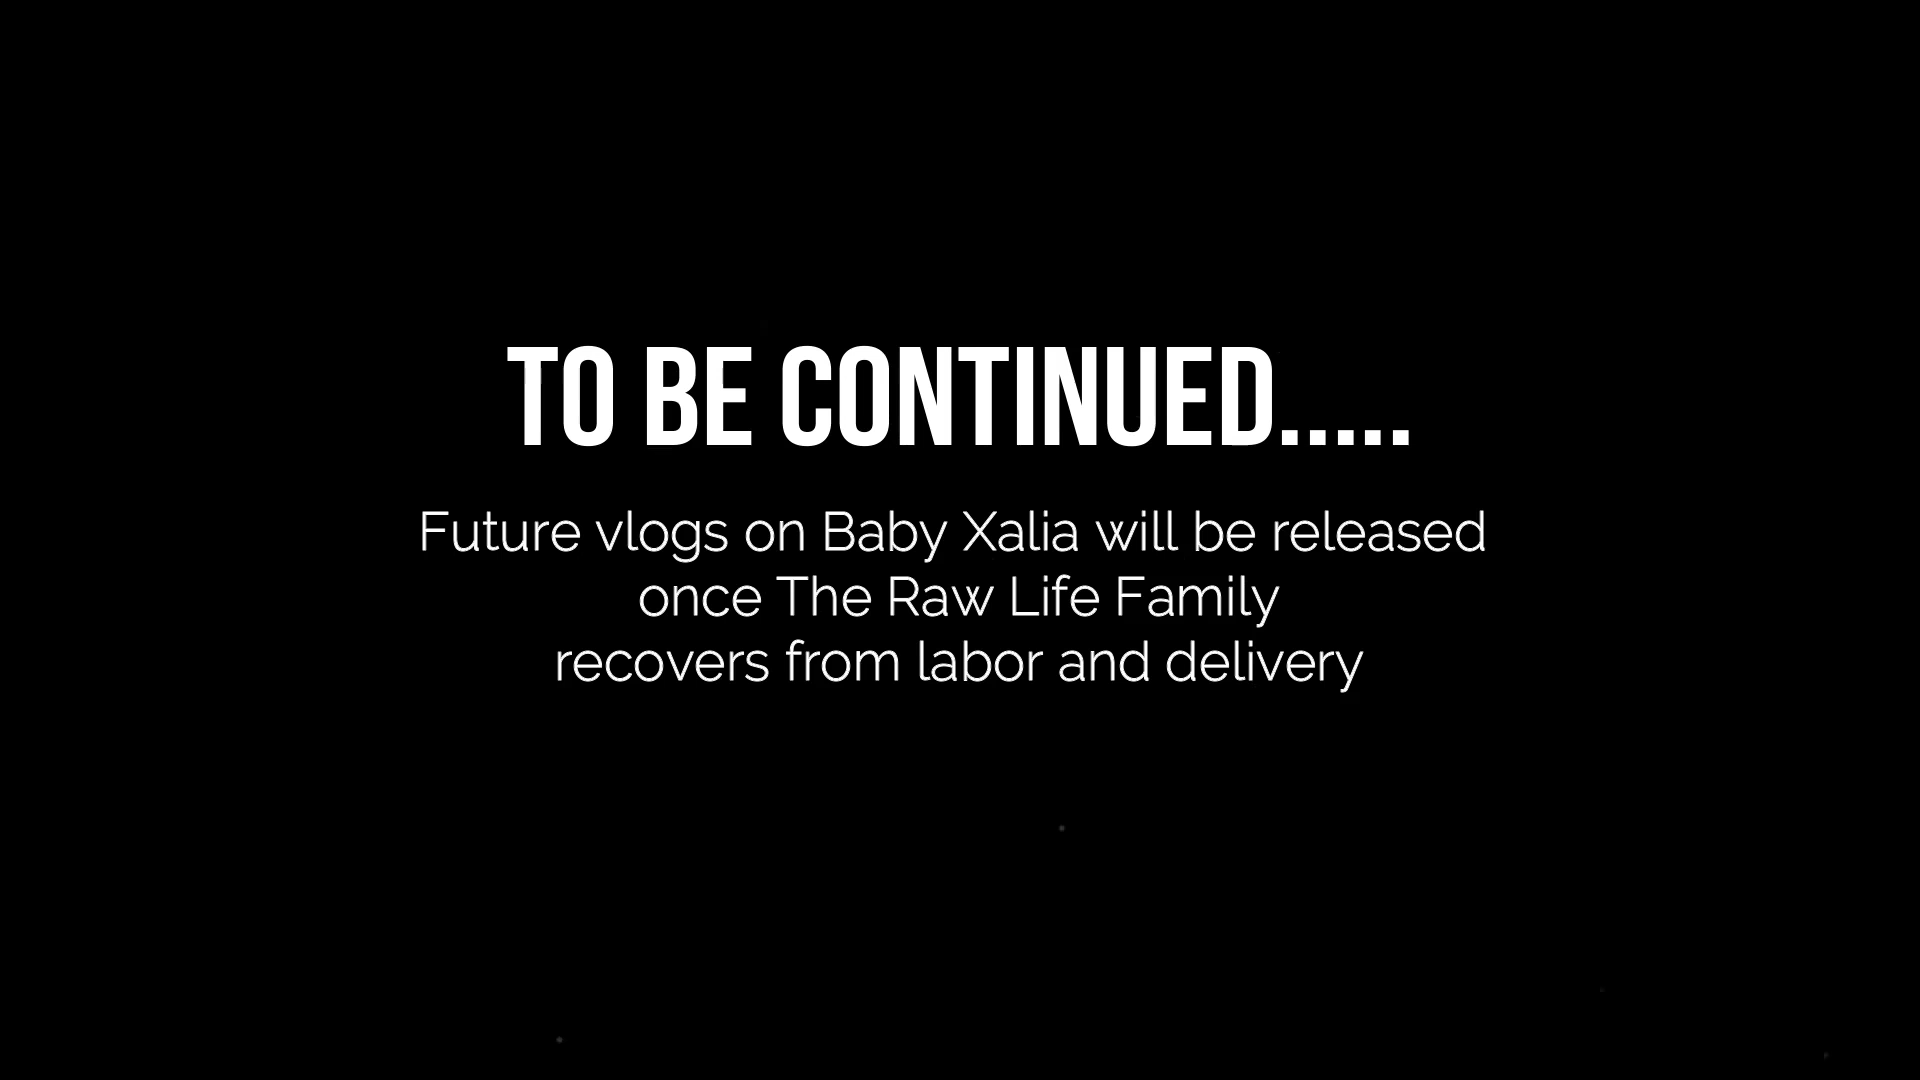 TO BE CONTINUED.....
Future vlogs on Baby Xalia will be released
once The Raw Life Family
recovers from labor and delivery